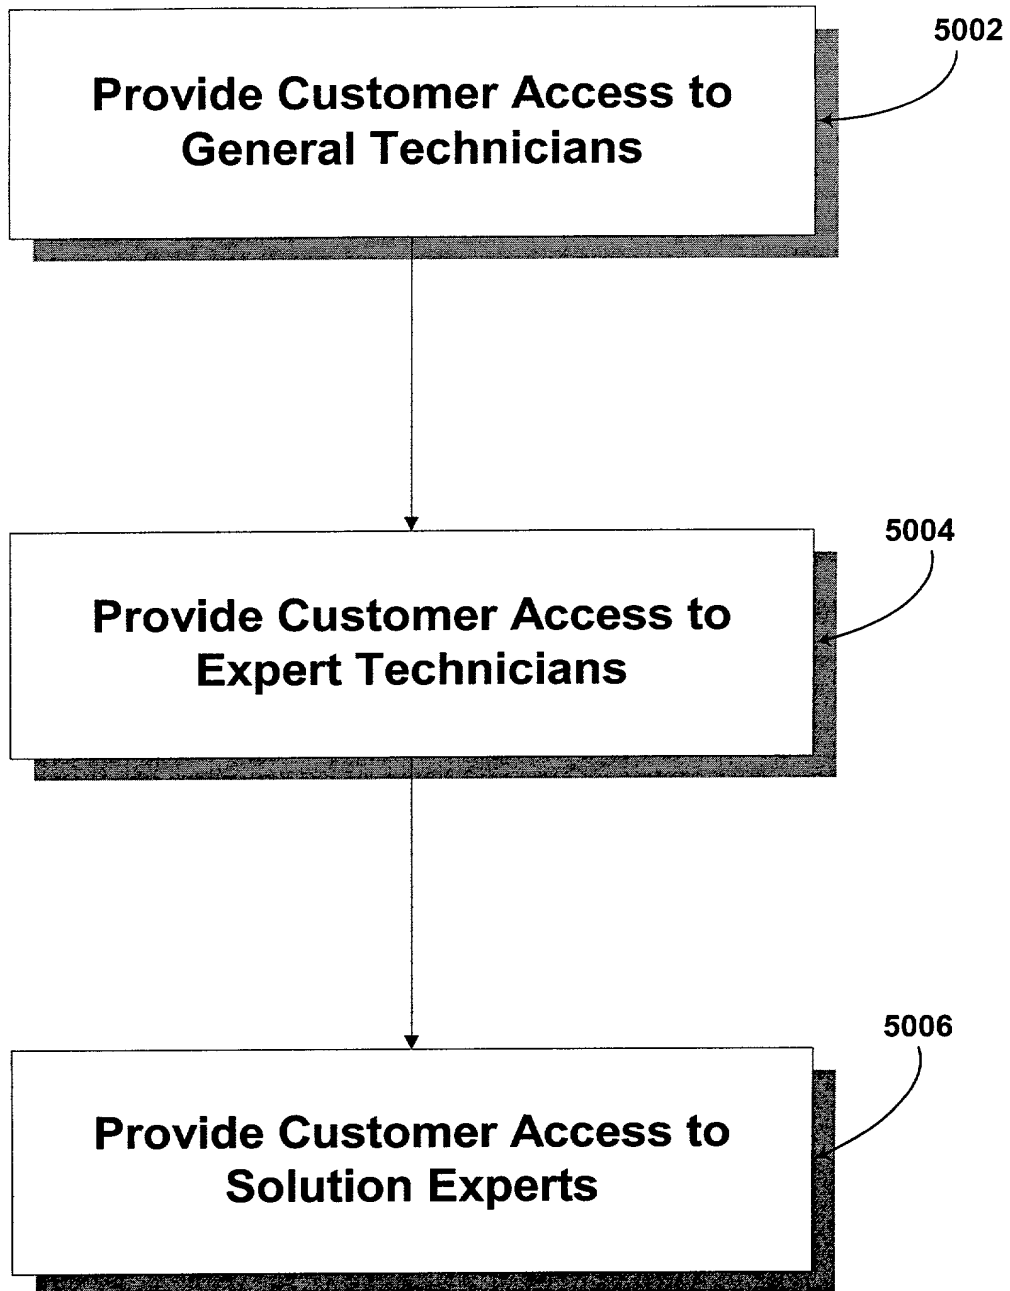 5002
Provide Customer Access to
General Technicians
5004
Provide Customer Access to
Expert Technicians
5006
Provide Customer Access to
Solution Experts